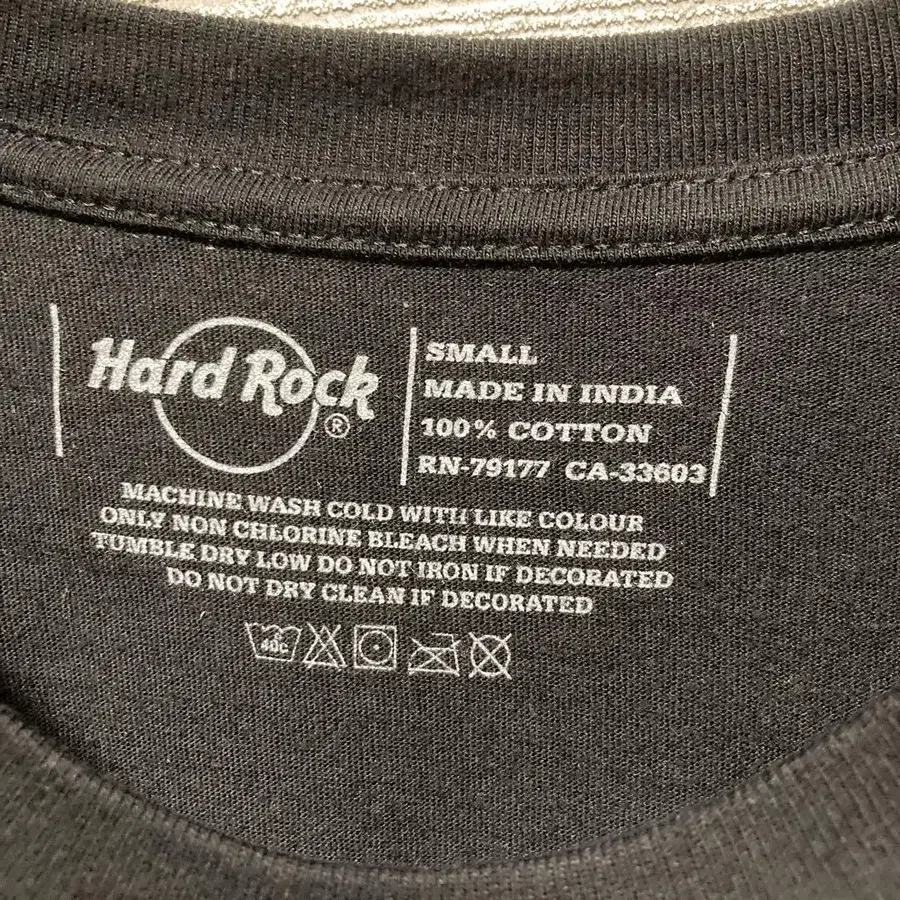 Hard Rock®
SMALL
MADE IN INDIA
100% COTTON
RN-79177 CA-33603
MACHINE WASH COLD WITH LIKE COLOUR
ONLY NON CHLORINE BLEACH WHEN NEEDED
TUMBLE DRY LOW DO NOT IRON IF DECORATED
DO NOT DRY CLEAN IF DECORATED
40C